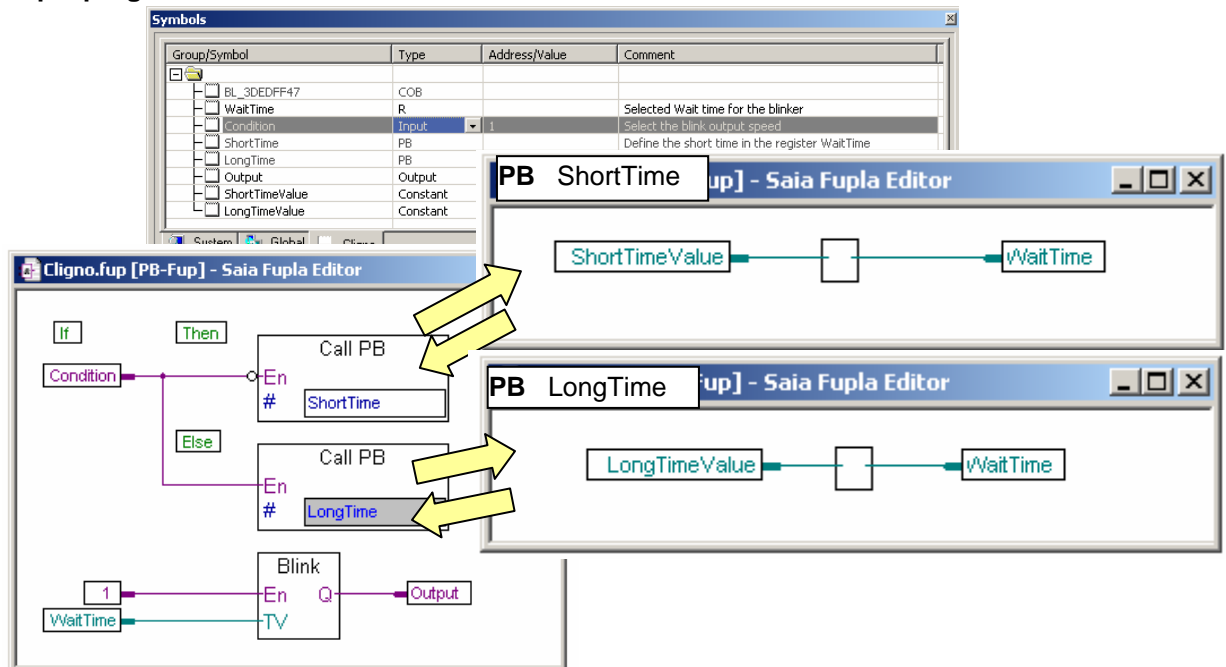 Symbols
Group/Symbol Type Address/Value Comment
BL_3DEDFF47 COB
WaitTime R Selected Wait time for the blinker
Condition Input 1 Select the blink output speed
ShortTime PB Define the short time in the register WaitTime
LongTime PB
Output Output
ShortTimeValue Constant
LongTimeValue Constant
System Global Cligno
PB ShortTime up] - Saia Fupla Editor
ShortTimeValue WaitTime
Cligno.fup [PB-Fup] - Saia Fupla Editor
If Then
Call PB
Condition En
# ShortTime
PB LongTime Fup] - Saia Fupla Editor
LongTimeValue WaitTime
Else
Call PB
En
# LongTime
Blink
1 En Q Output
WaitTime TV